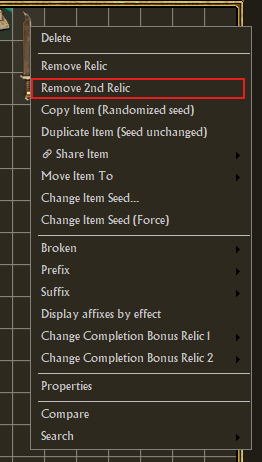 Delete
Remove Relic
Remove 2nd Relic
Copy Item (Randomized seed)
Duplicate Item (Seed unchanged)
Share Item
Move Item To
Change Item Seed...
Change Item Seed (Force)
Broken
Prefix
Suffix
Display affixes by effect
Change Completion Bonus Relic 1
Change Completion Bonus Relic 2
Properties
Compare
Search